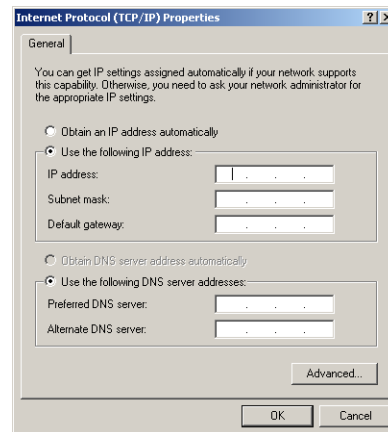 Internet Protocol (TCP/IP) Properties
General
You can get IP settings assigned automatically if your network supports
this capability. Otherwise, you need to ask your network administrator for
the appropriate IP settings.
Obtain an IP address automatically
Use the following IP address:
IP address:
Subnet mask:
Default gateway:
Obtain DNS server address automatically
Use the following DNS server addresses:
Preferred DNS server:
Alternate DNS server:
Advanced...
OK Cancel